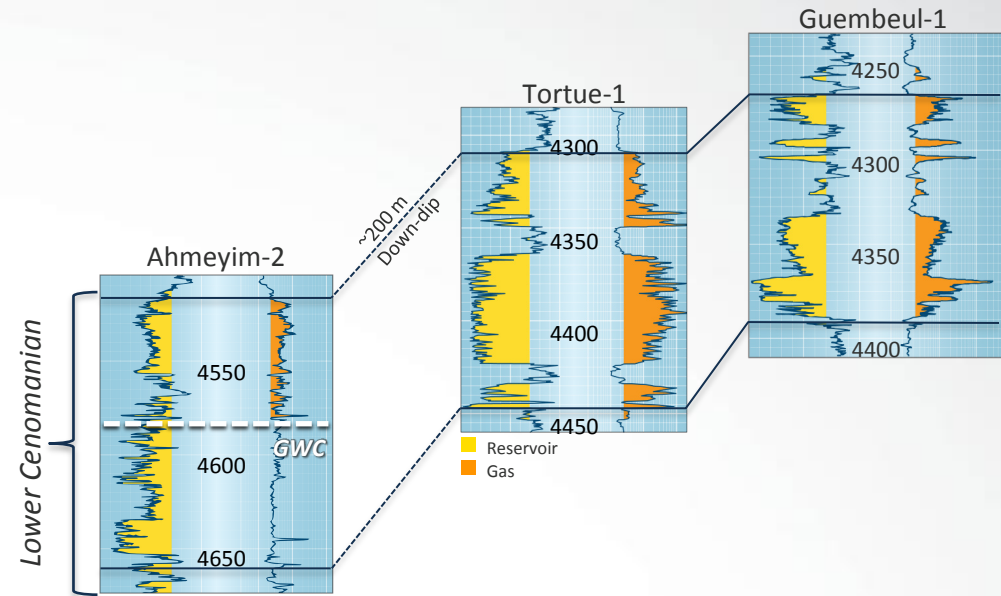 Guembeul-1
4250
4300
4350
4400
Tortue-1
4300
4350
4400
4450
~200 m
Down-dip
Ahmeyim-2
4550
GWC
4600
4650
Lower Cenomanian
Reservoir
Gas